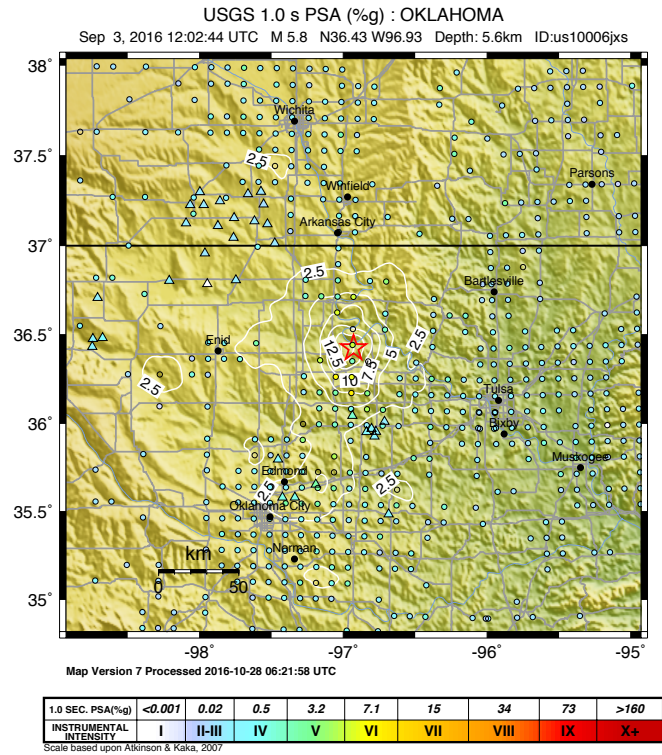 USGS 1.0 s PSA (%g) : OKLAHOMA
Sep 3, 2016 12:02:44 UTC M 5.8 N36.43 W96.93 Depth: 5.6km ID:us10006jxs
38°
Wichita
37.5°
2.5
Parsons
Winfield
Arkansas City
37°
2.5
Bartlesville
36.5°
Enid
12.5
10
7.5
5
2.5
2.5
Tulsa
36°
Bixby
Muskogee
Edmond
2.5
2.5
35.5°
Oklahoma City
Norman
km
0 50
35°
-98 -97 -96 -95
Map Version 7 Processed 2016-10-28 06:21:58 UTC
1.0 SEC. PSA(%g) <0.001 0.02 0.5 3.2 7.1 15 34 73 >160
INSTRUMENTAL INTENSITY I II-III IV V VI VII VIII IX X+
Scale based upon Atkinson & Kaka, 2007